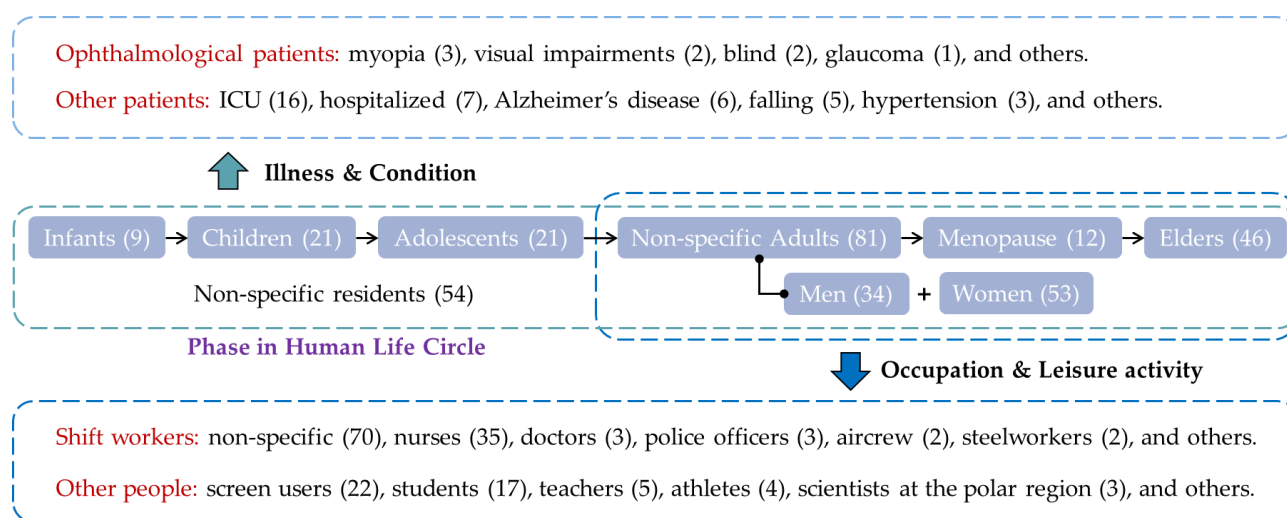 Ophthalmological patients: myopia (3), visual impairments (2), blind (2), glaucoma (1), and others.
Other patients: ICU (16), hospitalized (7), Alzheimer’s disease (6), falling (5), hypertension (3), and others.
Illness & Condition
Infants (9) Children (21) Adolescents (21) Non-specific Adults (81) Menopause (12) Elders (46)
Non-specific residents (54) Men (34) + Women (53)
Phase in Human Life Circle
Occupation & Leisure activity
Shift workers: non-specific (70), nurses (35), doctors (3), police officers (3), aircrew (2), steelworkers (2), and others.
Other people: screen users (22), students (17), teachers (5), athletes (4), scientists at the polar region (3), and others.